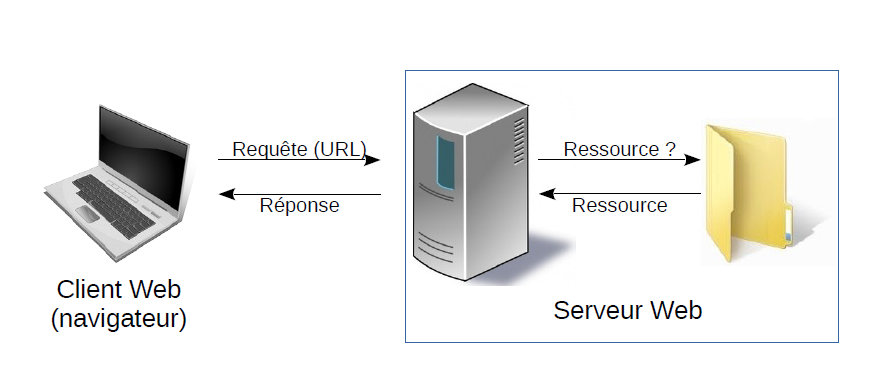 Requête (URL)
Réponse
Ressource ?
Ressource
Client Web
(navigateur)
Serveur Web